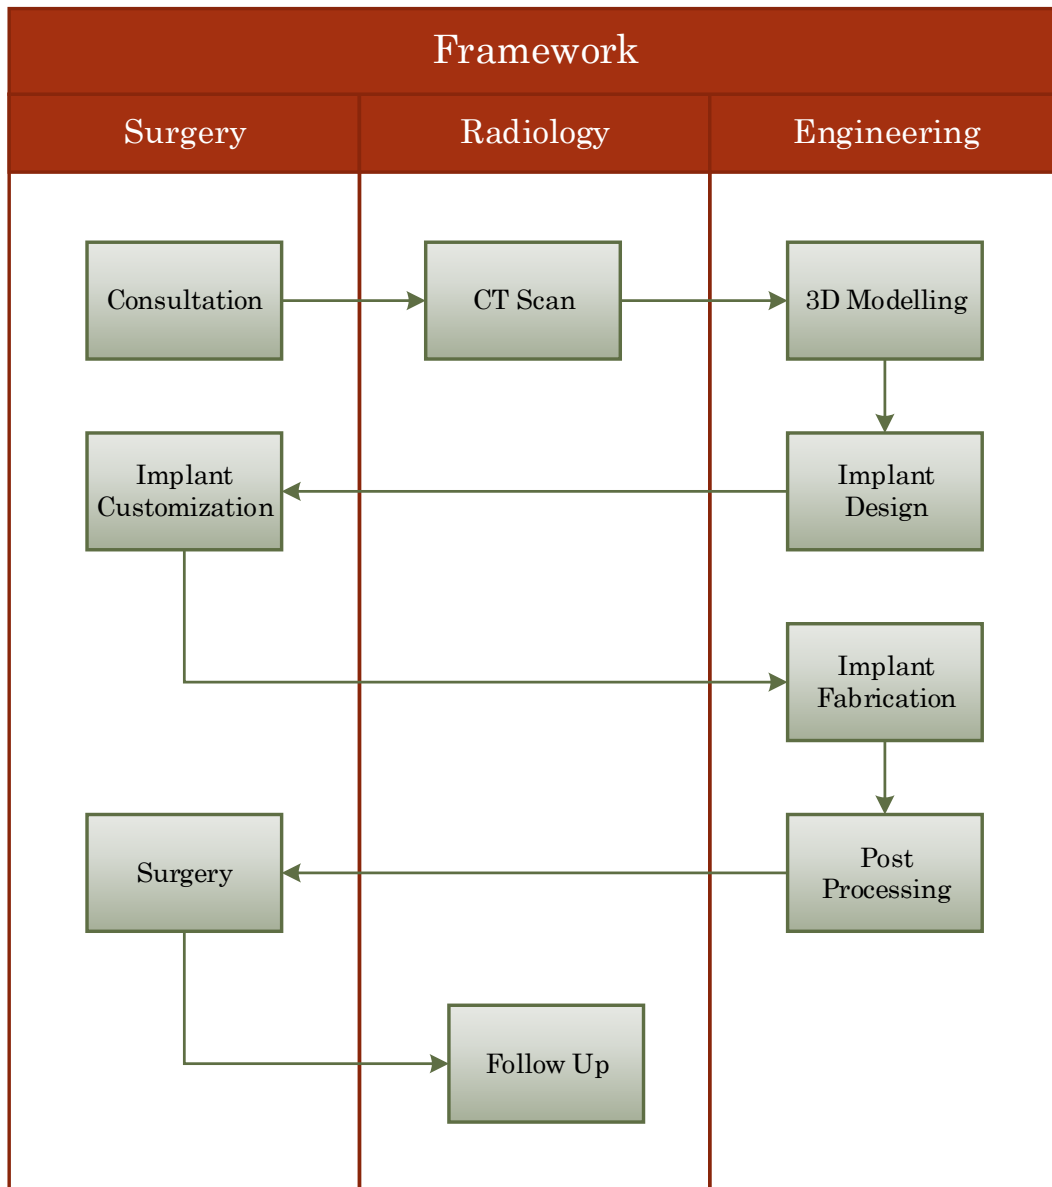 Framework
Surgery
Radiology
Engineering
Consultation
CT Scan
3D Modelling
Implant
Customization
Implant
Design
Implant
Fabrication
Surgery
Post
Processing
Follow Up